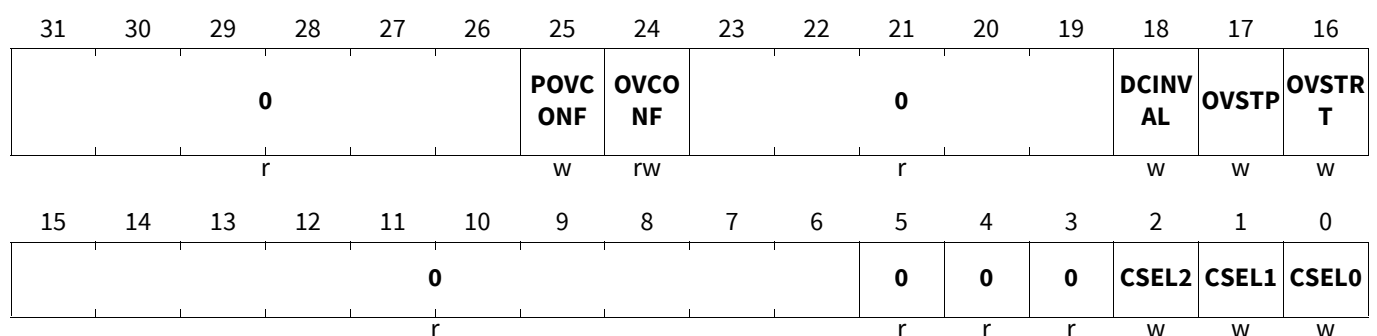 31 30 29 28 27 26 25 24 23 22 21 20 19 18 17 16
0 POVC OVCO 0 DCINV OVSTP OVSTR
ONF NF AL T
r w rw r w w w
15 14 13 12 11 10 9 8 7 6 5 4 3 2 1 0
0 0 0 0 CSEL2 CSEL1 CSEL0
r r r r w w w